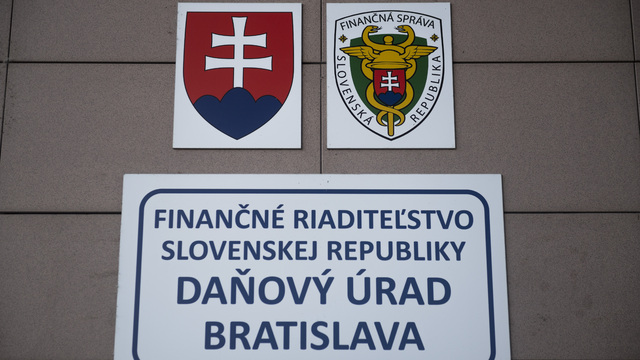 FINANČNÁ SPRÁVA
SLOVENSKÁ REPUBLIKA
FINANČNÉ RIADITEĽSTVO
SLOVENSKEJ REPUBLIKY
DAŇOVÝ ÚRAD
BRATISLAVA